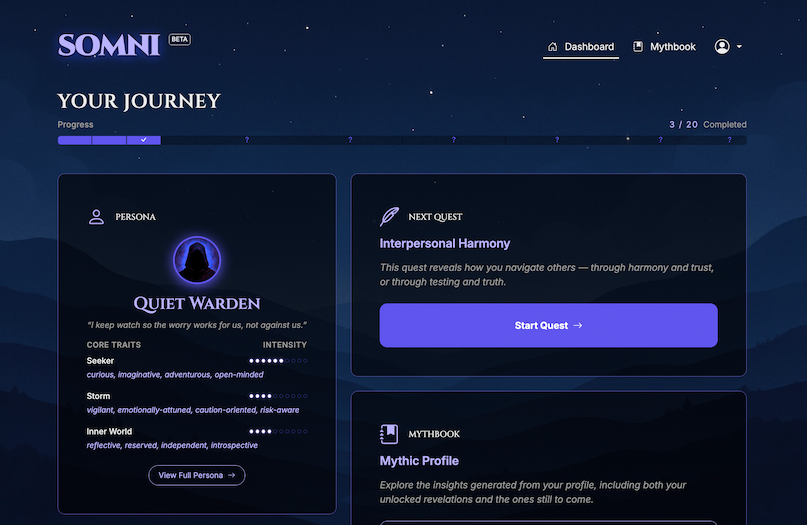 SOMNI BETA
Dashboard Mythbook
YOUR JOURNEY
Progress 3 / 20 Completed
? ? ? ? ? ?
PERSONA
QUIET WARDEN
“I keep watch so the worry works for us, not against us.”
CORE TRAITS INTENSITY
Seeker
curious, imaginative, adventurous, open-minded
Storm
vigilant, emotionally-attuned, caution-oriented, risk-aware
Inner World
reflective, reserved, independent, introspective
View Full Persona →
NEXT QUEST
Interpersonal Harmony
This quest reveals how you navigate others — through harmony and trust,
or through testing and truth.
Start Quest →
MYTHBOOK
Mythic Profile
Explore the insights generated from your profile, including both your
unlocked revelations and the ones still to come.